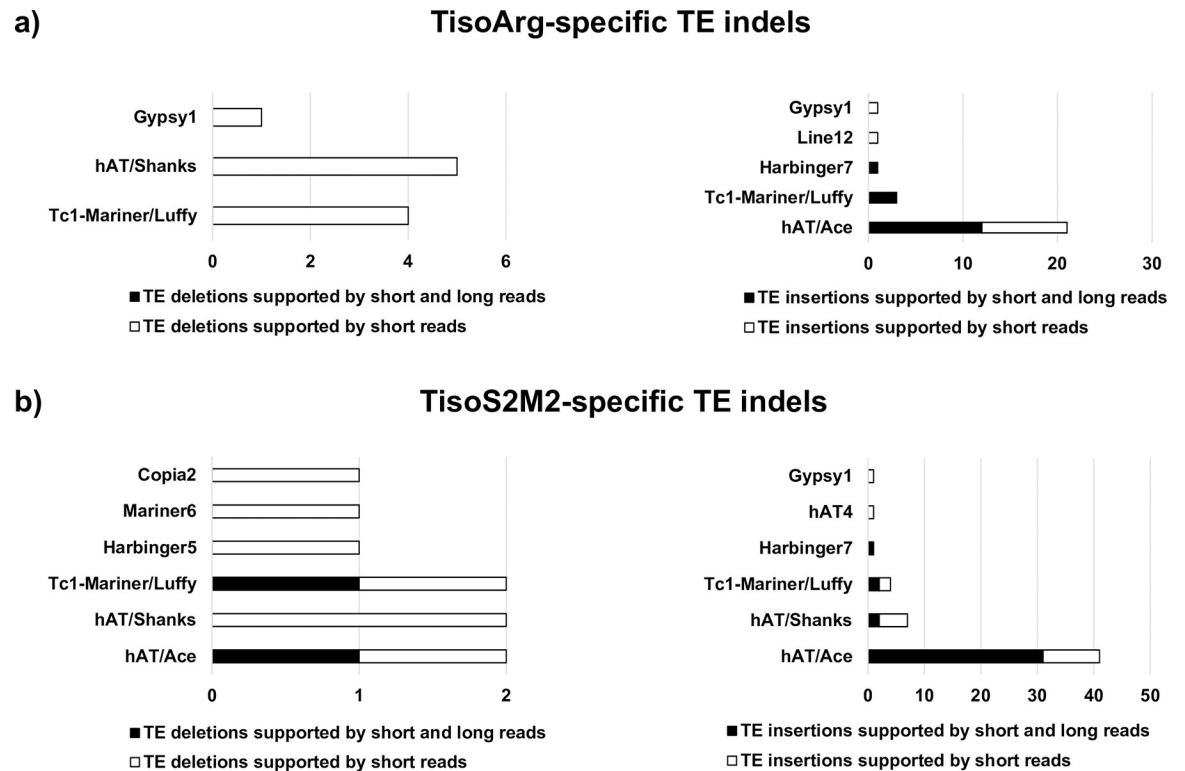 a)
TisoArg-specific TE indels
Gypsy1
hAT/Shanks
Tc1-Mariner/Luffy
0 2 4 6
■TE deletions supported by short and long reads
□TE deletions supported by short reads
Gypsy1
Line12
Harbinger7
Tc1-Mariner/Luffy
hAT/Ace
0 10 20 30
■TE insertions supported by short and long reads
□TE insertions supported by short reads
b)
TisoS2M2-specific TE indels
Copia2
Mariner6
Harbinger5
Tc1-Mariner/Luffy
hAT/Shanks
hAT/Ace
0 1 2
■TE deletions supported by short and long reads
□TE deletions supported by short reads
Gypsy1
hAT4
Harbinger7
Tc1-Mariner/Luffy
hAT/Shanks
hAT/Ace
0 10 20 30 40 50
■TE insertions supported by short and long reads
□TE insertions supported by short reads